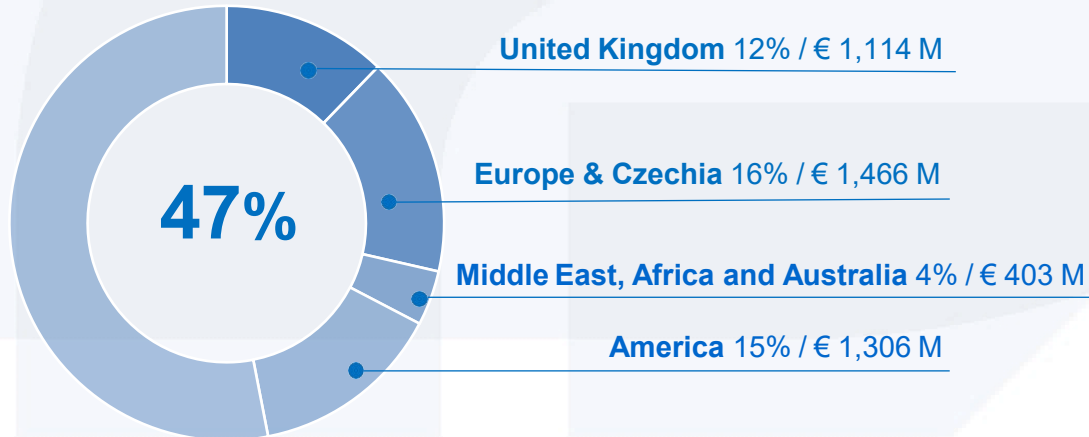 United Kingdom 12% / € 1,114 M
Europe & Czechia 16% / € 1,466 M
47%
Middle East, Africa and Australia 4% / € 403 M
America 15% / € 1,306 M